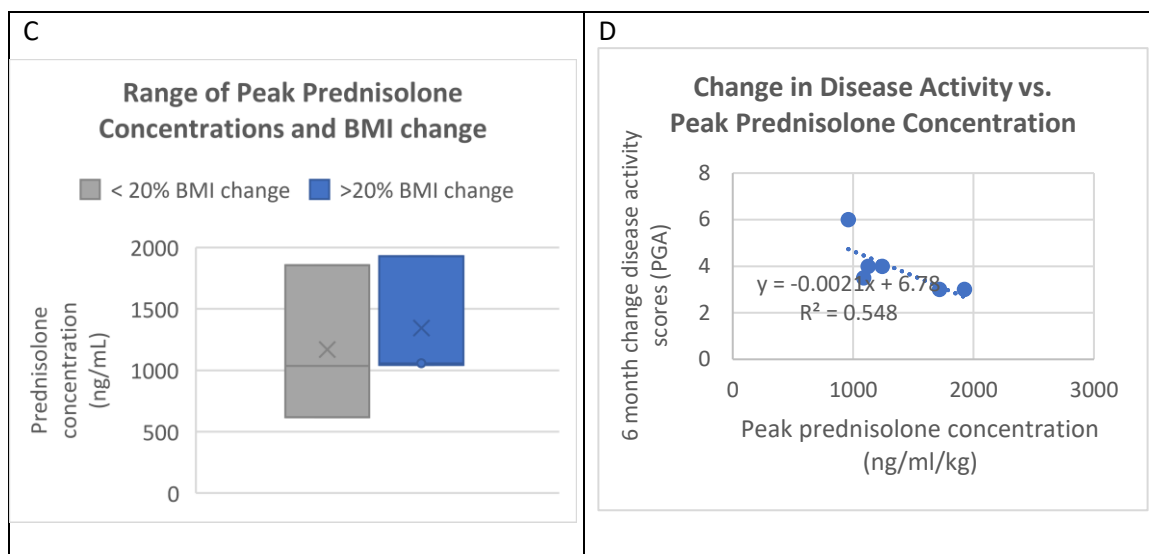 C
Range of Peak Prednisolone
Concentrations and BMI change
< 20% BMI change
>20% BMI change
Prednisolone
concentration
(ng/mL)
2000
1500
1000
500
0
D
Change in Disease Activity vs.
Peak Prednisolone Concentration
6 month change disease activity
scores (PGA)
8
6
4
2
0
y = -0.0021x + 6.78
R² = 0.548
0
1000
2000
3000
Peak prednisolone concentration
(ng/ml/kg)